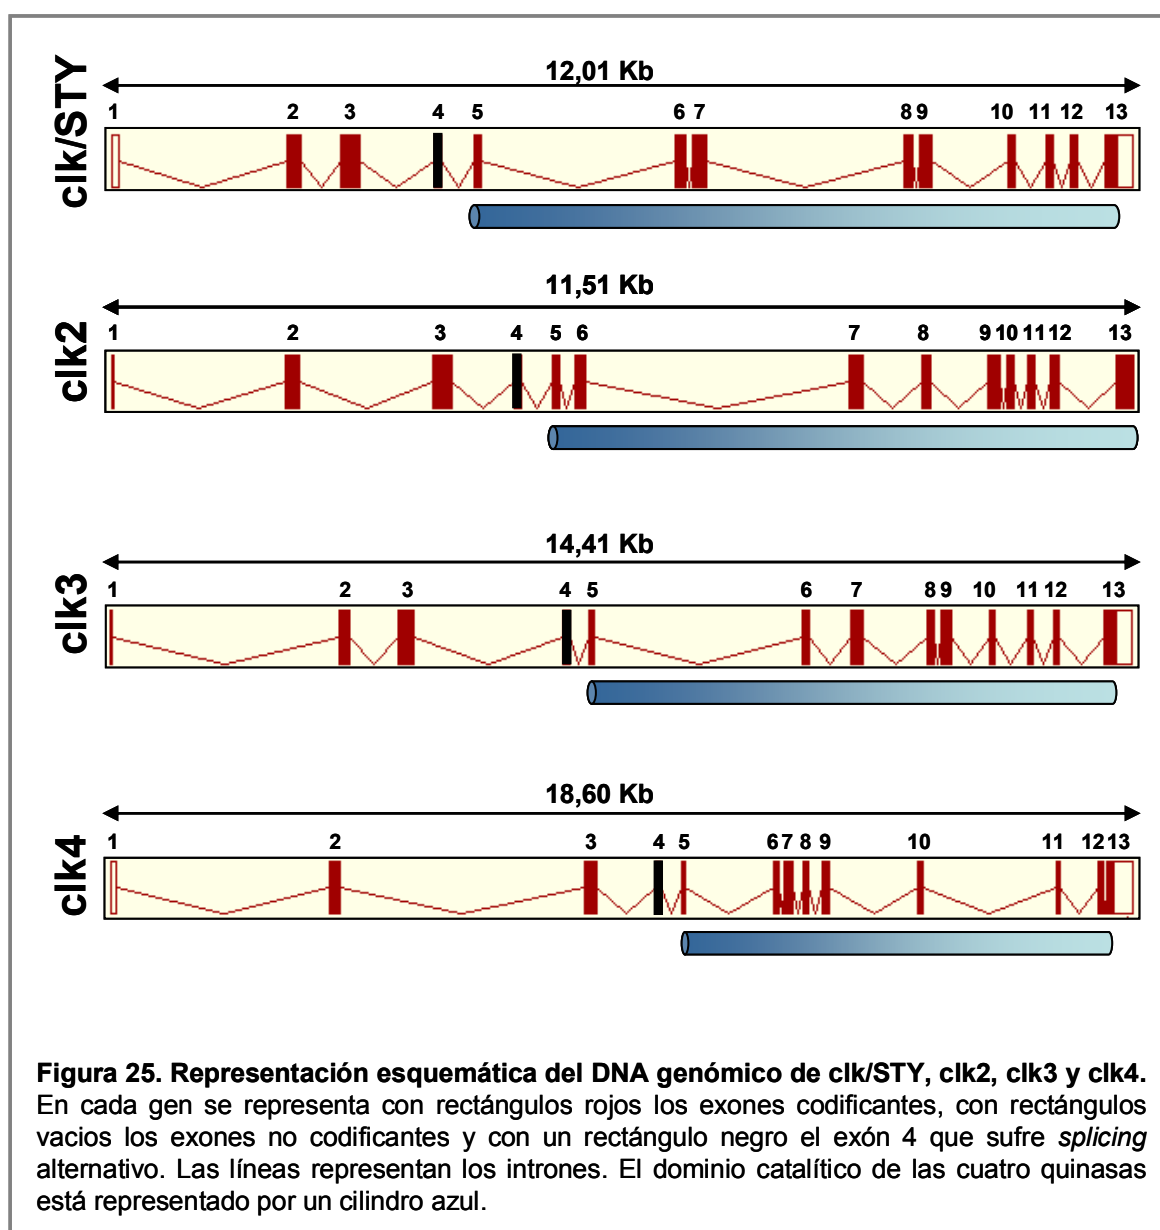 clk/STY
12,01 Kb
1 2 3 4 5 6 7 8 9 10 11 12 13
clk2
11,51 Kb
1 2 3 4 5 6 7 8 9 10 11 12 13
clk3
14,41 Kb
1 2 3 4 5 6 7 8 9 10 11 12 13
clk4
18,60 Kb
1 2 3 4 5 6 7 8 9 10 11 12 13
Figura 25. Representación esquemática del DNA genómico de clk/STY, clk2, clk3 y clk4.
En cada gen se representa con rectángulos rojos los exones codificantes, con rectángulos
vacios los exones no codificantes y con un rectángulo negro el exón 4 que sufre splicing
alternativo. Las líneas representan los intrones. El dominio catalítico de las cuatro quinasas
está representado por un cilindro azul.